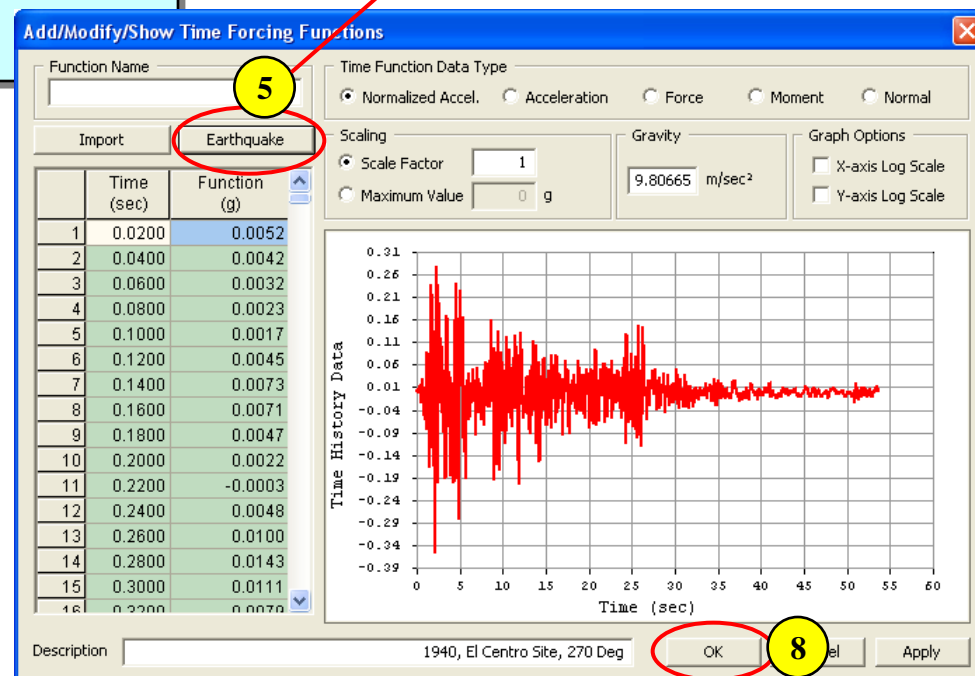 Add/Modify/Show Time Forcing Functions
Function Name
5
Import
Earthquake
Time Function Data Type
Normalized Accel.
Acceleration
Force
Moment
Normal
Scaling
Scale Factor 1
Maximum Value 0 g
Gravity
9.80665 m/sec²
Graph Options
X-axis Log Scale
Y-axis Log Scale
Time (sec) Function (g)
1 0.0200 0.0052
2 0.0400 0.0042
3 0.0600 0.0032
4 0.0800 0.0023
5 0.1000 0.0017
6 0.1200 0.0045
7 0.1400 0.0073
8 0.1600 0.0071
9 0.1800 0.0047
10 0.2000 0.0022
11 0.2200 -0.0003
12 0.2400 0.0048
13 0.2600 0.0100
14 0.2800 0.0143
15 0.3000 0.0111
16 0.3200 0.0079
Time History Data
0.31
0.26
0.21
0.16
0.11
0.06
0.01
-0.04
-0.09
-0.14
-0.19
-0.24
-0.29
-0.34
-0.39
0 5 10 15 20 25 30 35 40 45 50 55 60
Time (sec)
Description 1940, El Centro Site, 270 Deg
OK
8
el
Apply